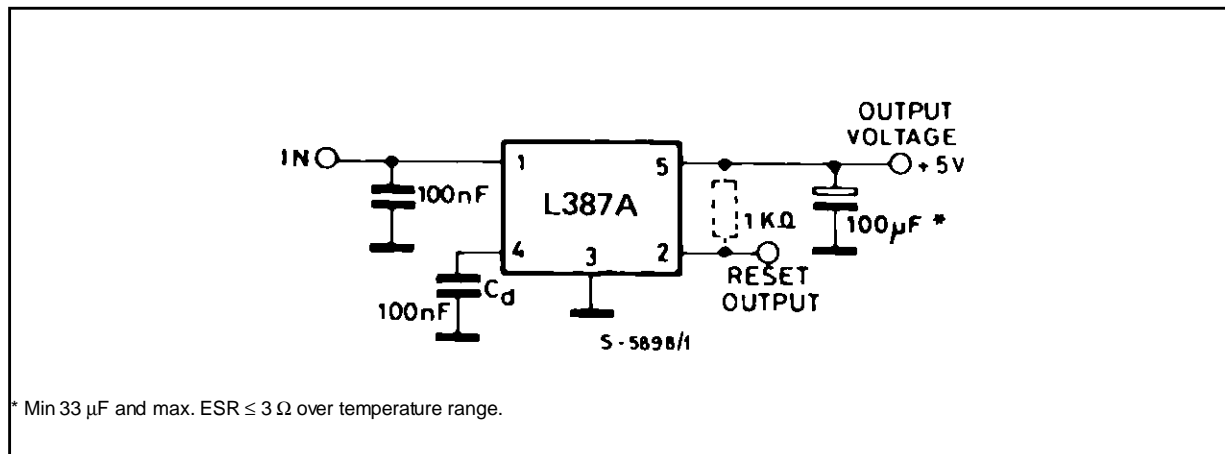 OUTPUT
VOLTAGE
IN
1
5
+5V
100nF
L387A
1KΩ
100µF *
4
3
2
Cd
100nF
RESET
OUTPUT
S-5898/1
* Min 33 µF and max. ESR ≤ 3 Ω over temperature range.